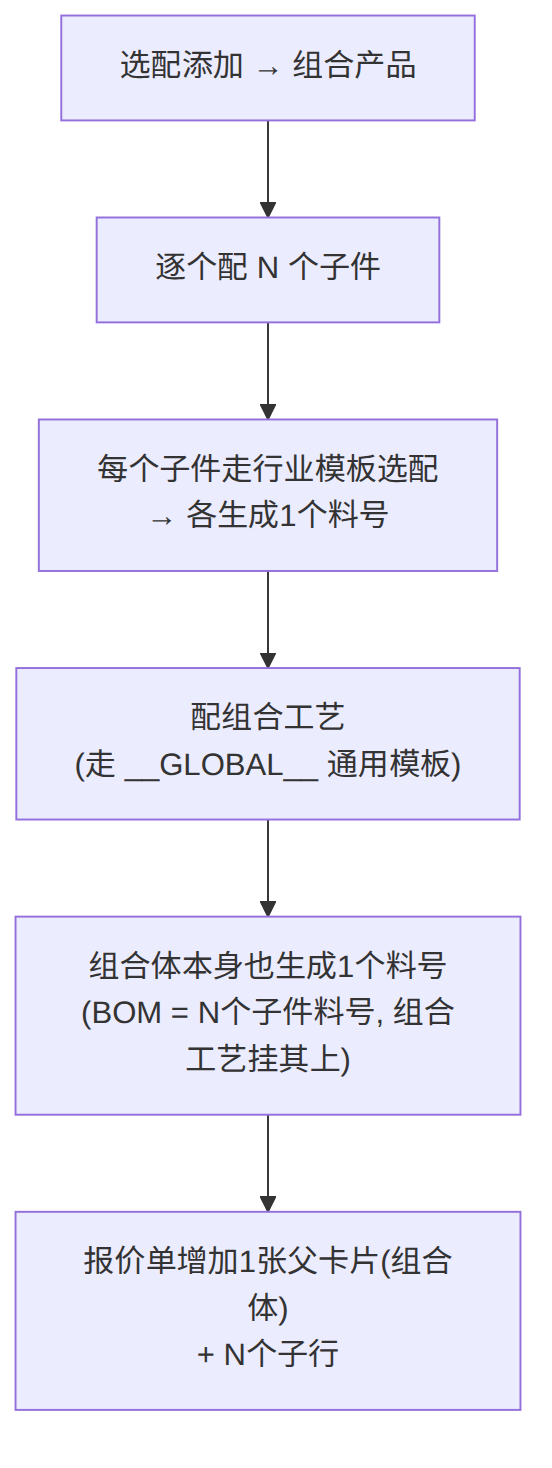 选配添加 → 组合产品
逐个配 N 个子件
每个子件走行业模板选配
→ 各生成1个料号
配组合工艺
(走 __GLOBAL__ 通用模板)
组合体本身也生成1个料号
(BOM = N个子件料号, 组合
工艺挂其上)
报价单增加1张父卡片(组合
体)
+ N个子行